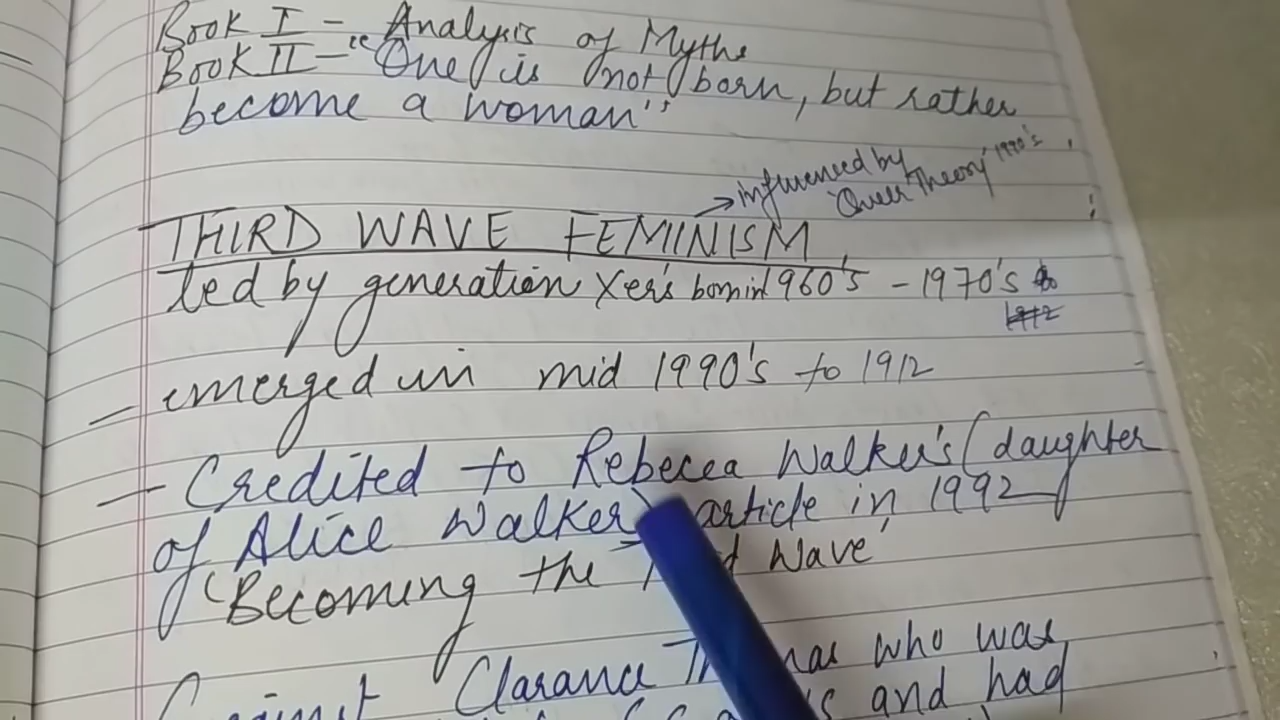 Book I - Analysis of Myths
Book II - "One is not born, but rather
become a woman"
→ influenced by
'Queer Theory' 1990's
THIRD WAVE FEMINISM
led by generation Xer's born in 1960's - 1970's
- emerged in mid 1990's to 1912
- Credited to Rebecca Walker's (daughter
of Alice Walker) article in 1992
'Becoming the Wave'
Against Clarance who was
and had